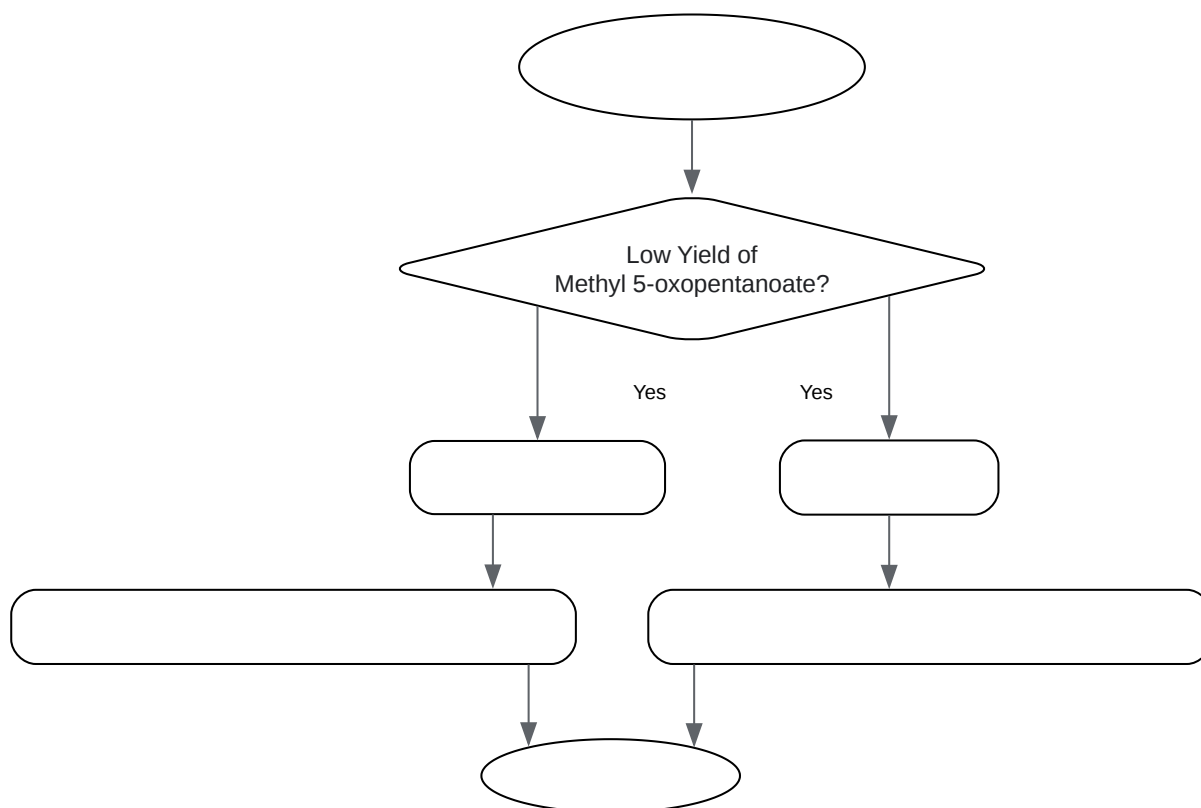 Low Yield of
Methyl 5-oxopentanoate?
Yes
Yes